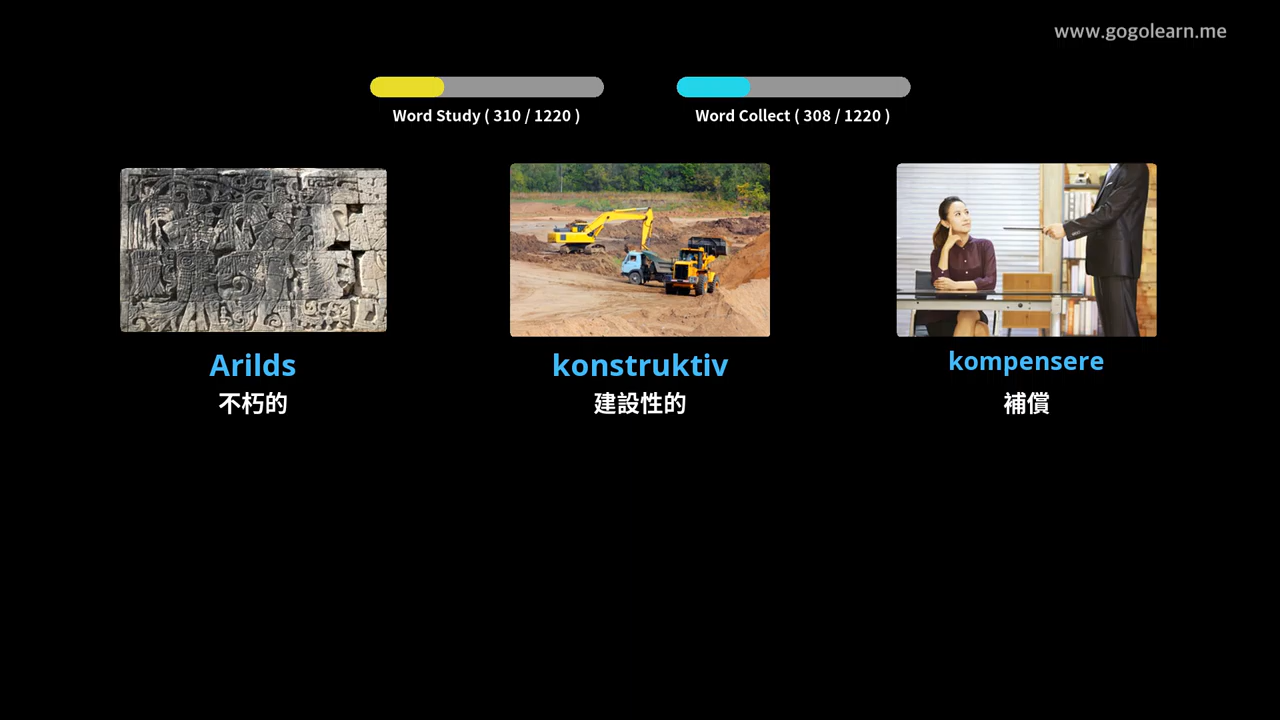 www.gogolearn.me
Word Study ( 310 / 1220 )
Word Collect ( 308 / 1220 )
Arilds
不朽的
konstruktiv
建設性的
kompensere
補償